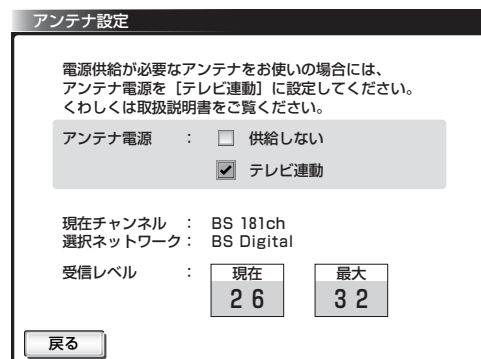 アンテナ設定
電源供給が必要なアンテナをお使いの場合には、
アンテナ電源を［テレビ連動］に設定してください。
くわしくは取扱説明書をご覧ください。
アンテナ電源 ： 供給しない
テレビ連動
現在チャンネル ： BS 181ch
選択ネットワーク： BS Digital
受信レベル ： 現在 最大
２６ ３２
戻る